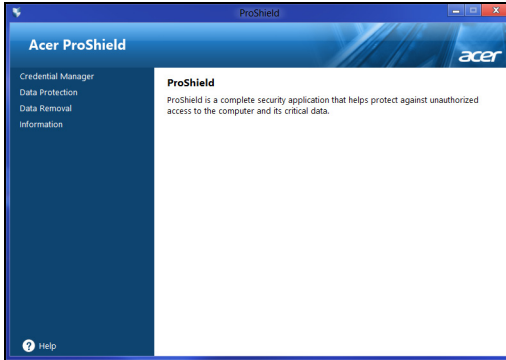 ProShield
Acer ProShield
acer
Credential Manager
Data Protection
Data Removal
Information
ProShield
ProShield is a complete security application that helps protect against unauthorized
access to the computer and its critical data.
Help